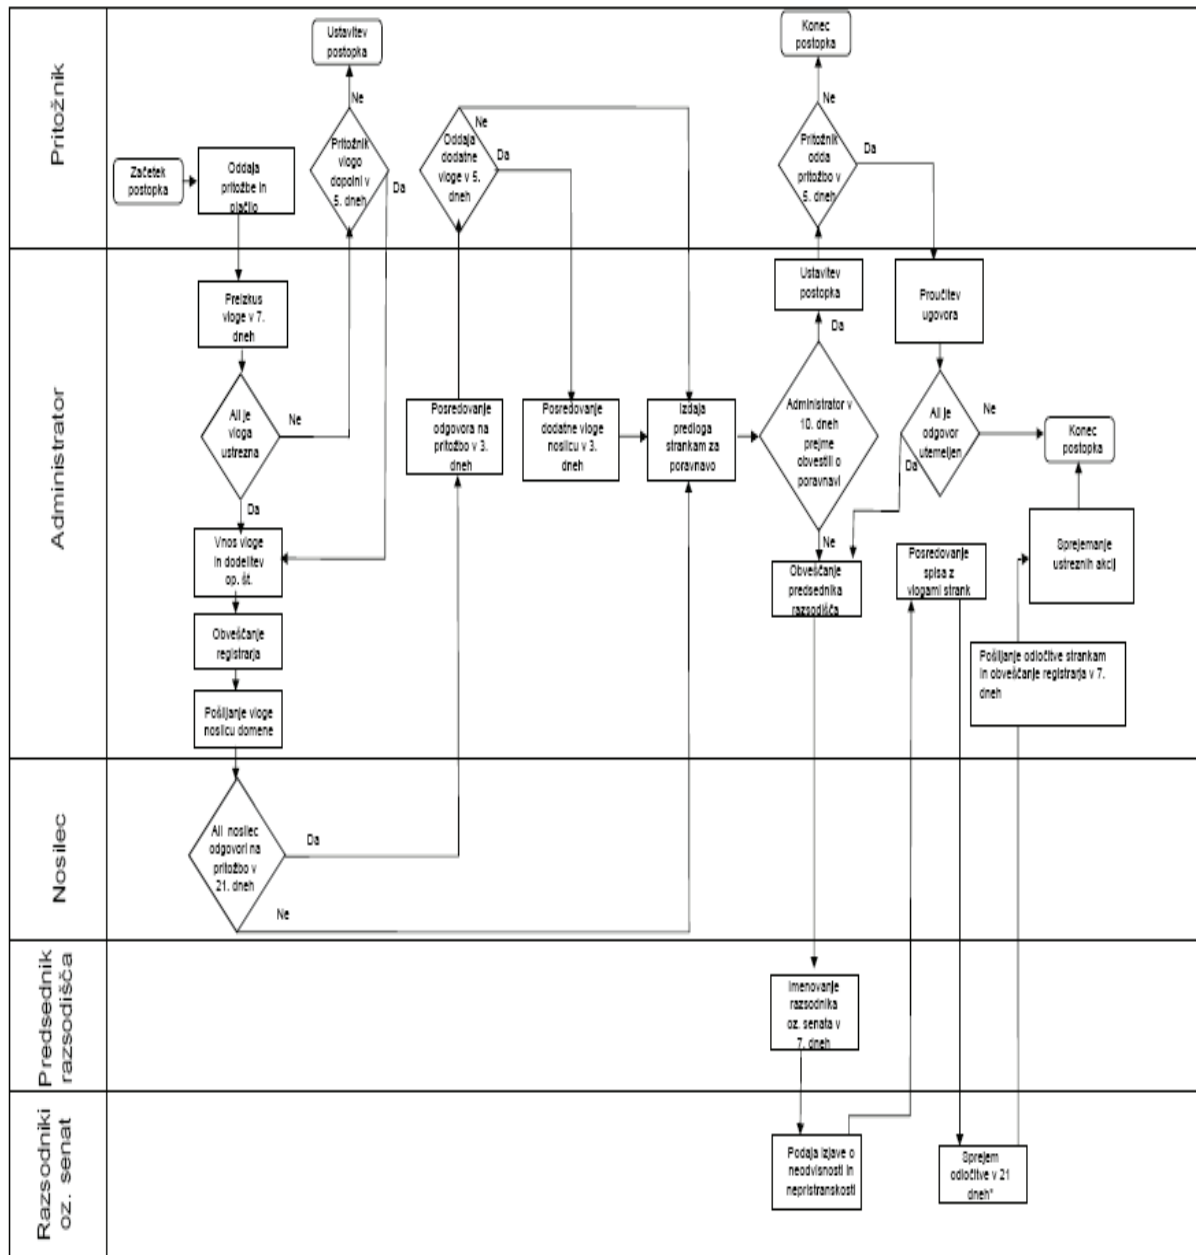 Pritožnik
Začetek
postopka
Oddaja
pritožbe in
plačilo
Ustavitev
postopka
Ne
Pritožnik
vlogo
dopolni v
5. dneh
Da
Oddaja
dodatne
vloge v 5.
dneh
Ne
Da
Konec
postopka
Ne
Pritožnik
odda
pritožbo v
5. dneh
Da
Administrator
Preizkus
vloge v 7.
dneh
Ali je
vloga
ustrezna
Ne
Da
Vnos vloge
in dodelitev
op. št.
Obveščanje
registrarja
Pošiljanje vloge
nosilcu domene
Posredovanje
odgovora na
pritožbo v 3.
dneh
Posredovanje
dodatne vloge
nosilcu v 3.
dneh
Izdaja
predloga
strankam za
poravnavo
Ustavitev
postopka
Da
Administrator v
10. dneh
prejme
obvestili o
poravnavi
Ne
Obveščanje
predsednika
razsodišča
Proučitev
ugovora
Ali je
odgovor
utemeljen
Ne
Da
Konec
postopka
Posredovanje
spisa z
vlogami strank
Sprejemanje
ustreznih akcij
Pošiljanje odločitve strankam
in obveščanje registrarja v 7.
dneh
Nosilec
Ali nosilec
odgovori na
pritožbo v
21. dneh
Da
Ne
Predsednik
razsodišča
Imenovanje
razsodnika
oz. senata v
7. dneh
Razsodniki
oz. senat
Podaja izjave o
neodvisnosti in
nepristranskosti
Sprejem
odločitve v 21
dneh*